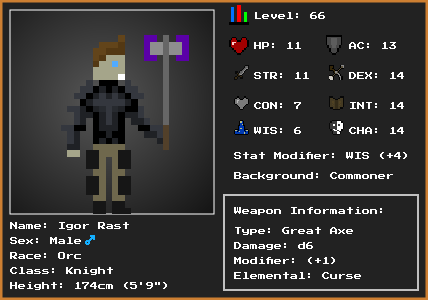 Level: 66
HP: 11
AC: 13
STR: 11
DEX: 14
CON: 7
INT: 14
WIS: 6
CHA: 14
Stat Modifier: WIS (+4)
Background: Commoner
Name: Igor Rast
Sex: Male♂
Race: Orc
Class: Knight
Height: 174cm (5'9")
Weapon Information:
Type: Great Axe
Damage: d6
Modifier: (+1)
Elemental: Curse